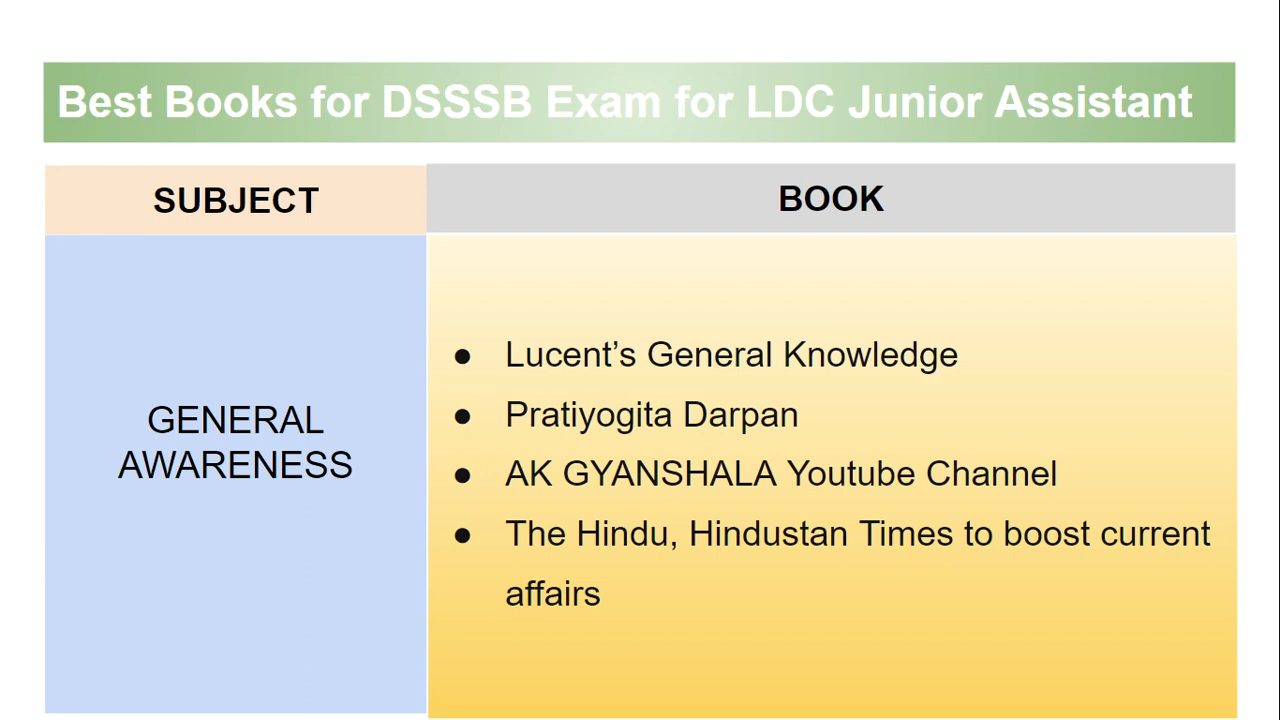 Best Books for DSSSB Exam for LDC Junior Assistant
SUBJECT
BOOK
GENERAL
AWARENESS
● Lucent’s General Knowledge
● Pratiyogita Darpan
● AK GYANSHALA Youtube Channel
● The Hindu, Hindustan Times to boost current
affairs